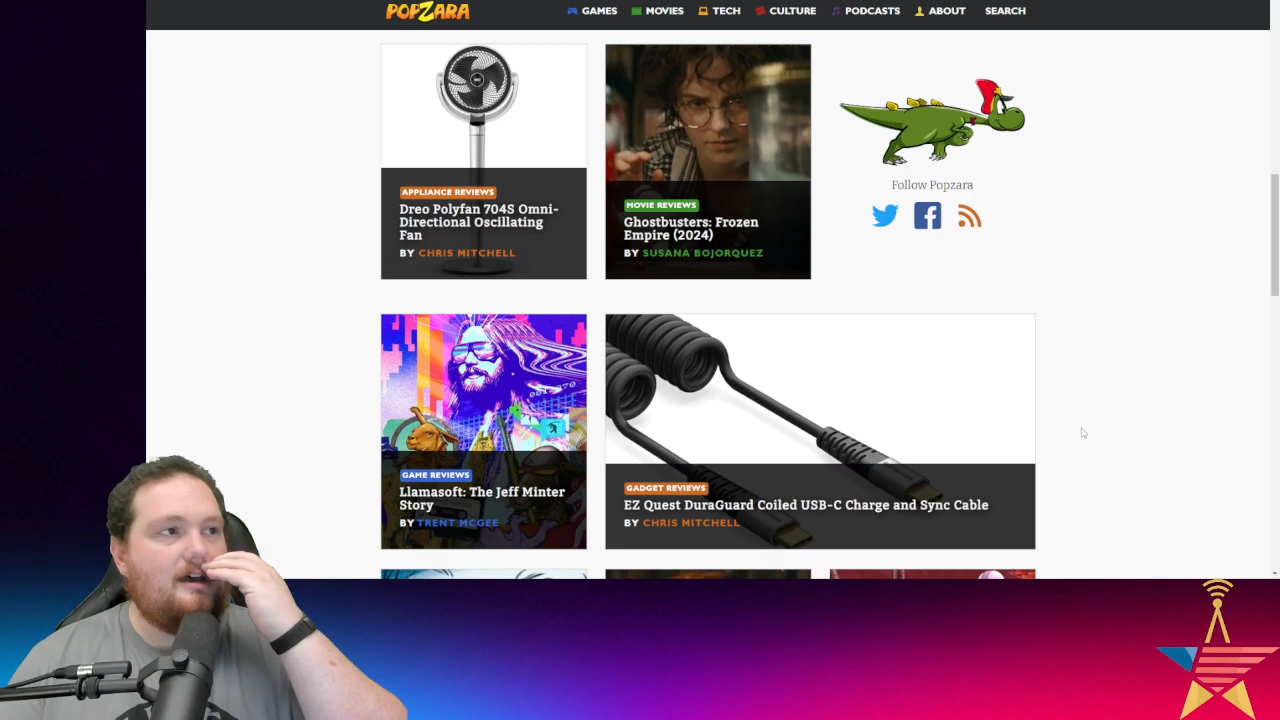 POPZARA
GAMES MOVIES TECH CULTURE PODCASTS ABOUT SEARCH
APPLIANCE REVIEWS
Dreo Polyfan 704S Omni-
Directional Oscillating
Fan
BY CHRIS MITCHELL
MOVIE REVIEWS
Ghostbusters: Frozen
Empire (2024)
BY SUSANA BOJORQUEZ
Follow Popzara
GAME REVIEWS
Llamasoft: The Jeff Minter
Story
BY TRENT MCGEE
GADGET REVIEWS
EZ Quest DuraGuard Coiled USB-C Charge and Sync Cable
BY CHRIS MITCHELL